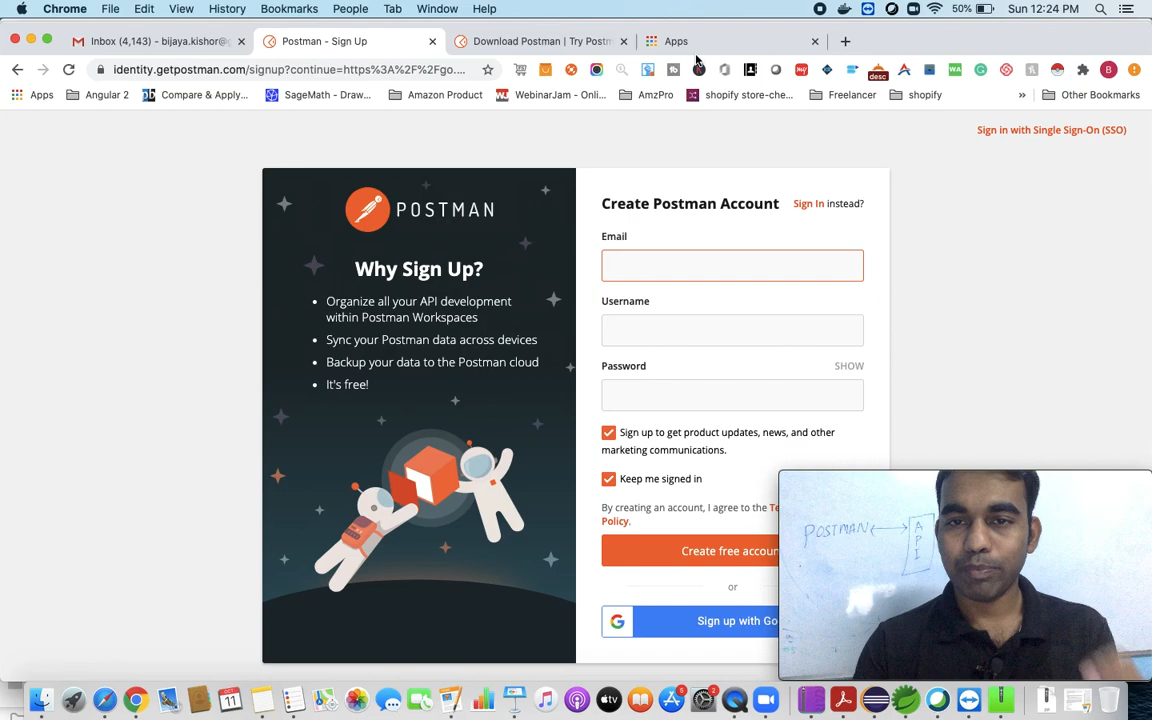 Chrome File Edit View History Bookmarks People Tab Window Help 50% Sun 12:24 PM
Inbox (4,143) - bijaya.kishor@g Postman - Sign Up Download Postman | Try Postm Apps
identity.getpostman.com/signup?continue=https%3A%2F%2Fgo.... desc B
Apps Angular 2 Compare & Apply... SageMath - Draw... Amazon Product WebinarJam - Onli... AmzPro shopify store-che... Freelancer shopify » Other Bookmarks
Sign in with Single Sign-On (SSO)
POSTMAN
Why Sign Up?
• Organize all your API development
within Postman Workspaces
• Sync your Postman data across devices
• Backup your data to the Postman cloud
• It's free!
Create Postman Account Sign In instead?
Email
Username
Password SHOW
Sign up to get product updates, news, and other
marketing communications.
Keep me signed in
By creating an account, I agree to the Te
Policy.
Create free accoun
or
Sign up with Go
POSTMAN
A
P
I